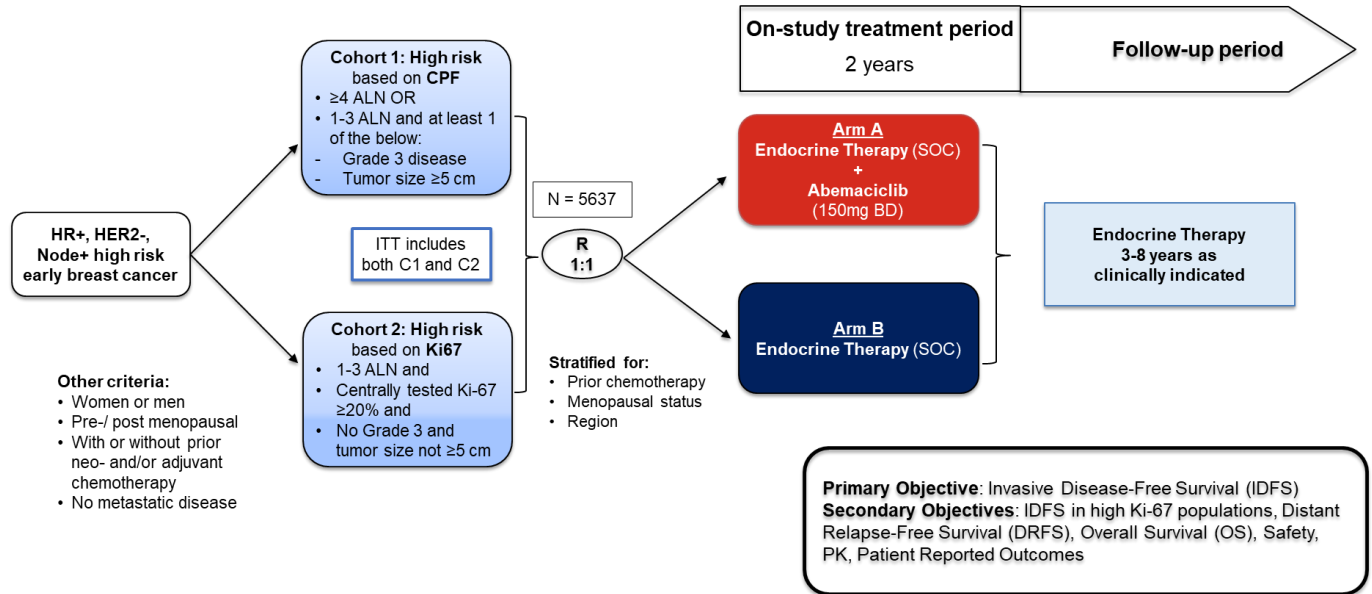 HR+, HER2-,
Node+ high risk
early breast cancer
Other criteria:
• Women or men
• Pre-/ post menopausal
• With or without prior
neo- and/or adjuvant
chemotherapy
• No metastatic disease
Cohort 1: High risk
based on CPF
• ≥4 ALN OR
• 1-3 ALN and at least 1
of the below:
- Grade 3 disease
- Tumor size ≥5 cm
ITT includes
both C1 and C2
Cohort 2: High risk
based on Ki67
• 1-3 ALN and
• Centrally tested Ki-67
≥20% and
• No Grade 3 and
tumor size not ≥5 cm
N = 5637
R
1:1
Stratified for:
• Prior chemotherapy
• Menopausal status
• Region
On-study treatment period
2 years
Follow-up period
Arm A
Endocrine Therapy (SOC)
+
Abemaciclib
(150mg BD)
Arm B
Endocrine Therapy (SOC)
Endocrine Therapy
3-8 years as
clinically indicated
Primary Objective: Invasive Disease-Free Survival (IDFS)
Secondary Objectives: IDFS in high Ki-67 populations, Distant
Relapse-Free Survival (DRFS), Overall Survival (OS), Safety,
PK, Patient Reported Outcomes